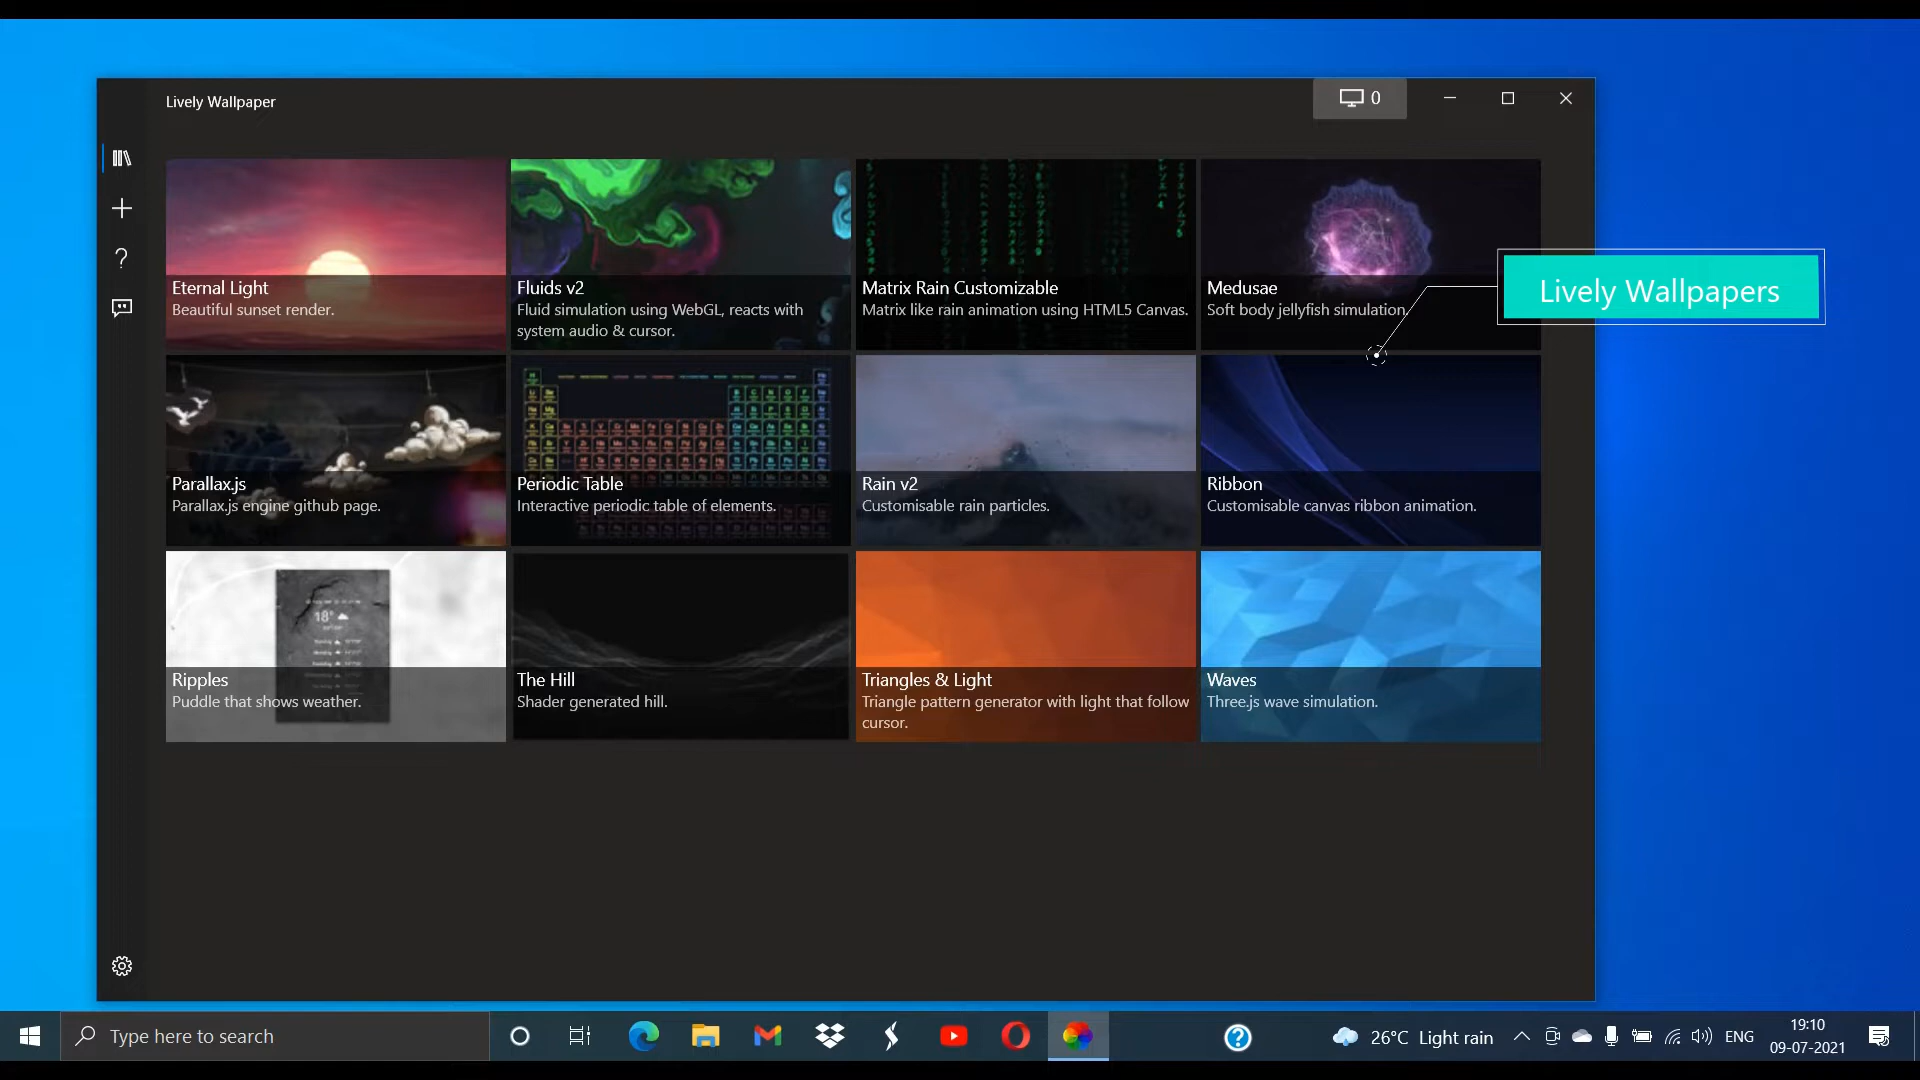 Lively Wallpaper
0
Eternal Light
Beautiful sunset render.
Fluids v2
Fluid simulation using WebGL, reacts with
system audio & cursor.
Matrix Rain Customizable
Matrix like rain animation using HTML5 Canvas.
Medusae
Soft body jellyfish simulation.
Lively Wallpapers
Parallax.js
Parallax.js engine github page.
Periodic Table
Interactive periodic table of elements.
Rain v2
Customisable rain particles.
Ribbon
Customisable canvas ribbon animation.
18°
Ripples
Puddle that shows weather.
The Hill
Shader generated hill.
Triangles & Light
Triangle pattern generator with light that follow
cursor.
Waves
Three.js wave simulation.
Type here to search
26°C Light rain
ENG
19:10
09-07-2021